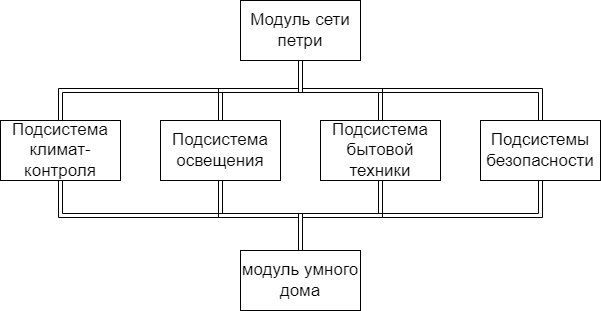 Модуль сети
петри
Подсистема
климат-
контроля
Подсистема
освещения
Подсистема
бытовой
техники
Подсистемы
безопасности
модуль умного
дома